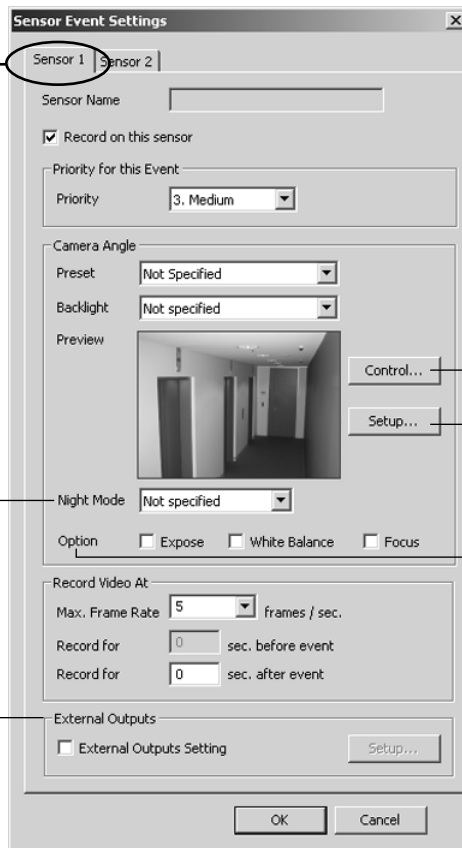 Sensor Event Settings
Sensor 1
Sensor 2
Sensor Name
Record on this sensor
Priority for this Event
Priority
3. Medium
Camera Angle
Preset
Not Specified
Backlight
Not specified
Preview
Control...
Setup...
Night Mode
Not specified
Option
Expose
White Balance
Focus
Record Video At
Max. Frame Rate
5
frames / sec.
Record for
0
sec. before event
Record for
0
sec. after event
External Outputs
External Outputs Setting
Setup...
OK
Cancel